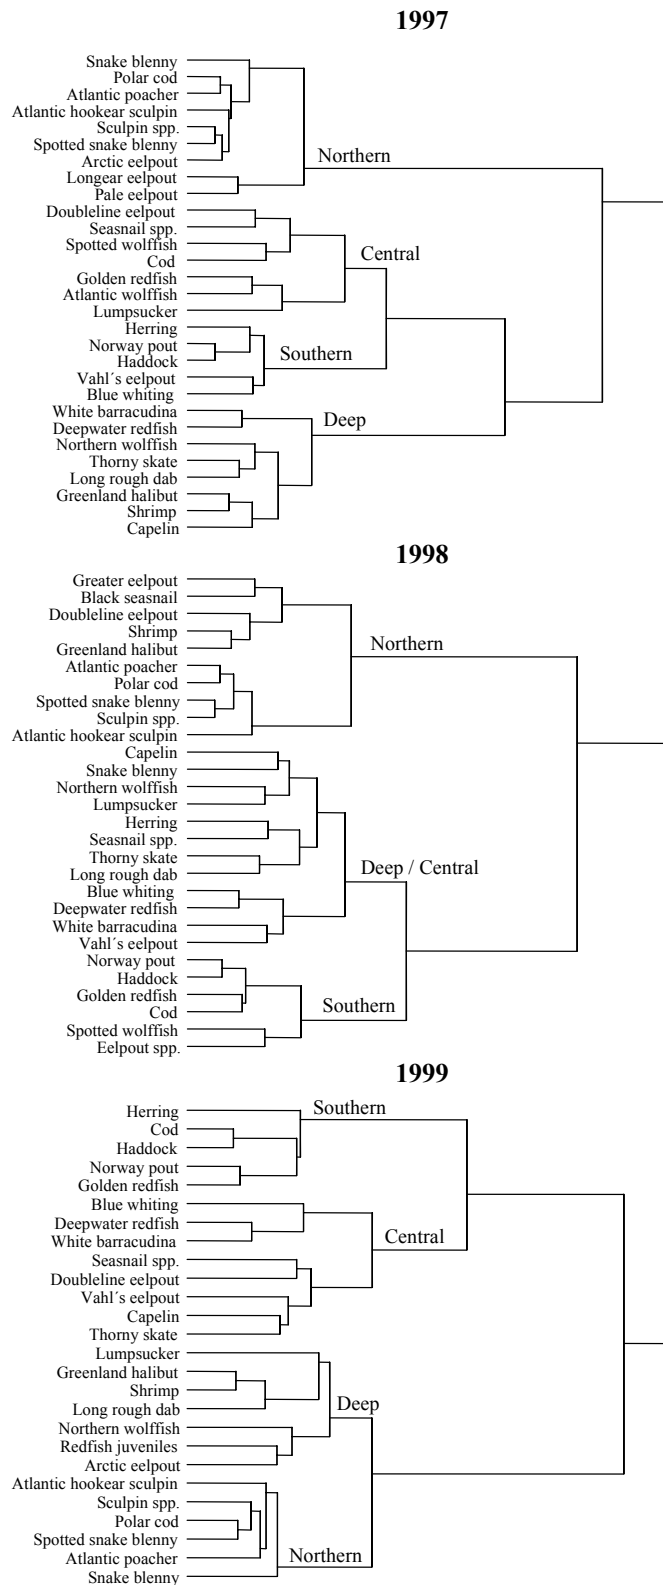 1997
Snake blenny
Polar cod
Atlantic poacher
Atlantic hookear sculpin
Sculpin spp.
Spotted snake blenny
Arctic eelpout
Northern
Longear eelpout
Pale eelpout
Doubleline eelpout
Seasnail spp.
Spotted wolffish
Central
Cod
Golden redfish
Atlantic wolffish
Lumpsucker
Herring
Norway pout
Southern
Haddock
Vahl´s eelpout
Blue whiting
White barracudina
Deep
Deepwater redfish
Northern wolffish
Thorny skate
Long rough dab
Greenland halibut
Shrimp
Capelin
1998
Greater eelpout
Black seasnail
Doubleline eelpout
Shrimp
Northern
Greenland halibut
Atlantic poacher
Polar cod
Spotted snake blenny
Sculpin spp.
Atlantic hookear sculpin
Capelin
Snake blenny
Northern wolffish
Lumpsucker
Herring
Seasnail spp.
Thorny skate
Deep / Central
Long rough dab
Blue whiting
Deepwater redfish
White barracudina
Vahl´s eelpout
Norway pout
Haddock
Golden redfish
Southern
Cod
Spotted wolffish
Eelpout spp.
1999
Southern
Herring
Cod
Haddock
Norway pout
Golden redfish
Blue whiting
Deepwater redfish
Central
White barracudina
Seasnail spp.
Doubleline eelpout
Vahl´s eelpout
Capelin
Thorny skate
Lumpsucker
Greenland halibut
Shrimp
Deep
Long rough dab
Northern wolffish
Redfish juveniles
Arctic eelpout
Atlantic hookear sculpin
Sculpin spp.
Polar cod
Spotted snake blenny
Northern
Atlantic poacher
Snake blenny